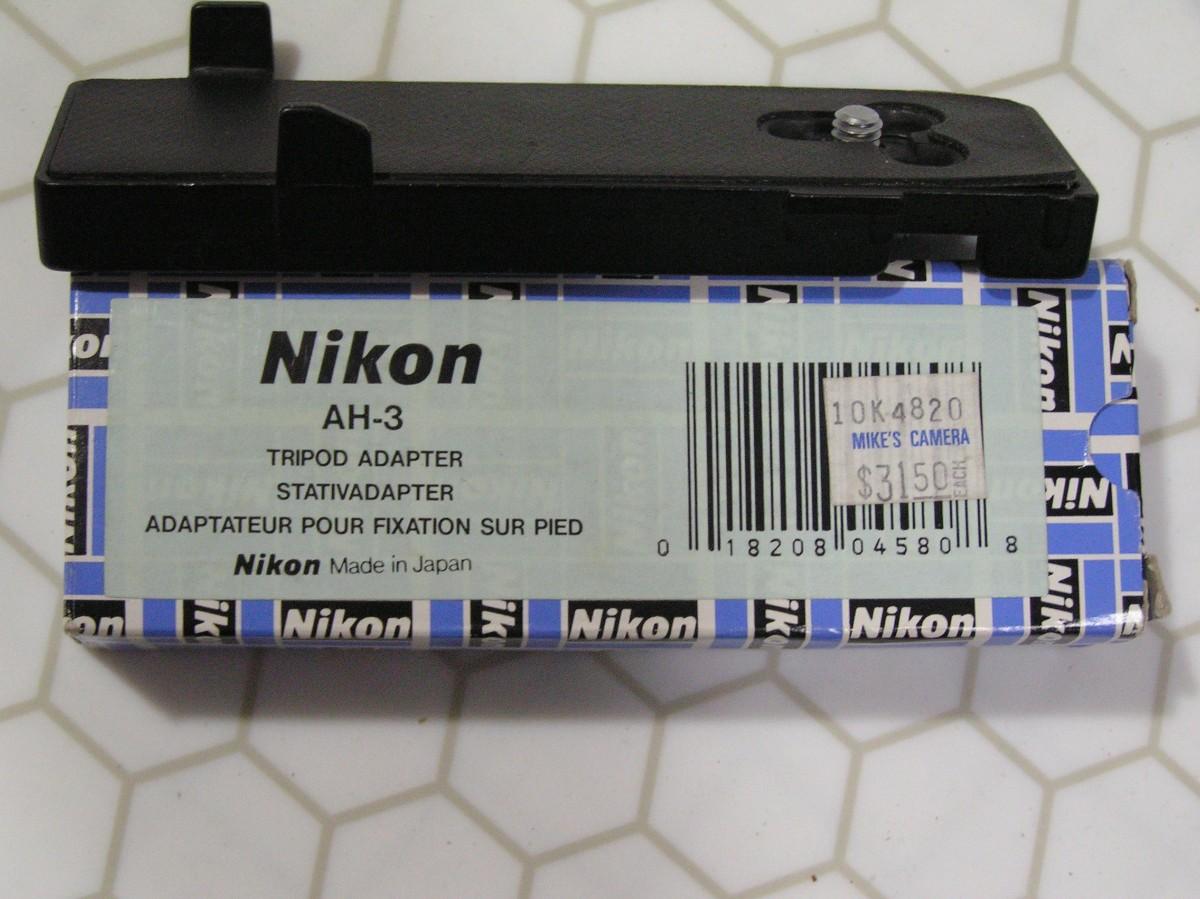 Nikon
AH-3
TRIPOD ADAPTER
STATIVADAPTER
ADAPTATEUR POUR FIXATION SUR PIED
Nikon Made in Japan
10K4820
MIKE'S CAMERA
$3150 EACH
0 18208 04580 8
Nikon
Nikon
Nikon
Nikon